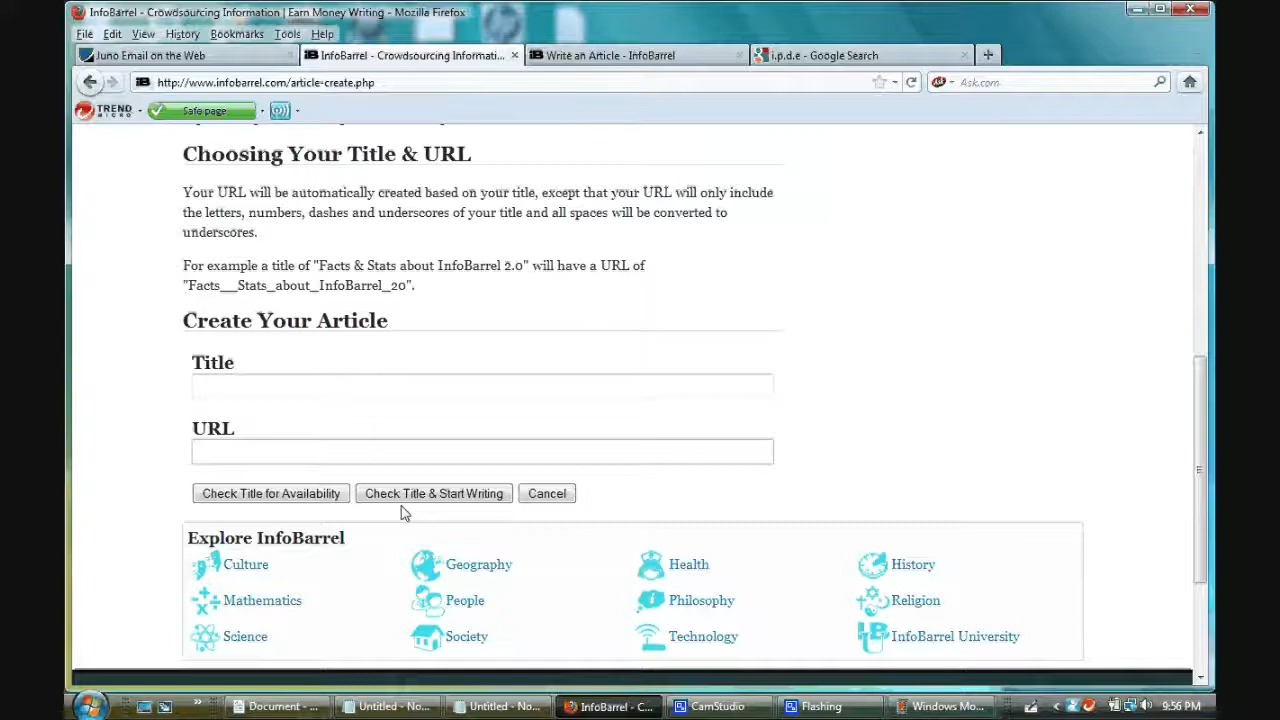 InfoBarrel - Crowdsourcing Information | Earn Money Writing - Mozilla Firefox
File Edit View History Bookmarks Tools Help
Juno Email on the Web
InfoBarrel - Crowdsourcing Informati...
Write an Article - InfoBarrel
i.p.d.e - Google Search
http://www.infobarrel.com/article-create.php
Ask.com
TREND MICRO
Safe page
Choosing Your Title & URL
Your URL will be automatically created based on your title, except that your URL will only include
the letters, numbers, dashes and underscores of your title and all spaces will be converted to
underscores.
For example a title of "Facts & Stats about InfoBarrel 2.0" will have a URL of
"Facts__Stats_about_InfoBarrel_20".
Create Your Article
Title
URL
Check Title for Availability
Check Title & Start Writing
Cancel
Explore InfoBarrel
Culture Geography Health History
Mathematics People Philosophy Religion
Science Society Technology InfoBarrel University
Document - ...
Untitled - No...
Untitled - No...
InfoBarrel - C...
CamStudio
Flashing
Windows Mo...
9:56 PM